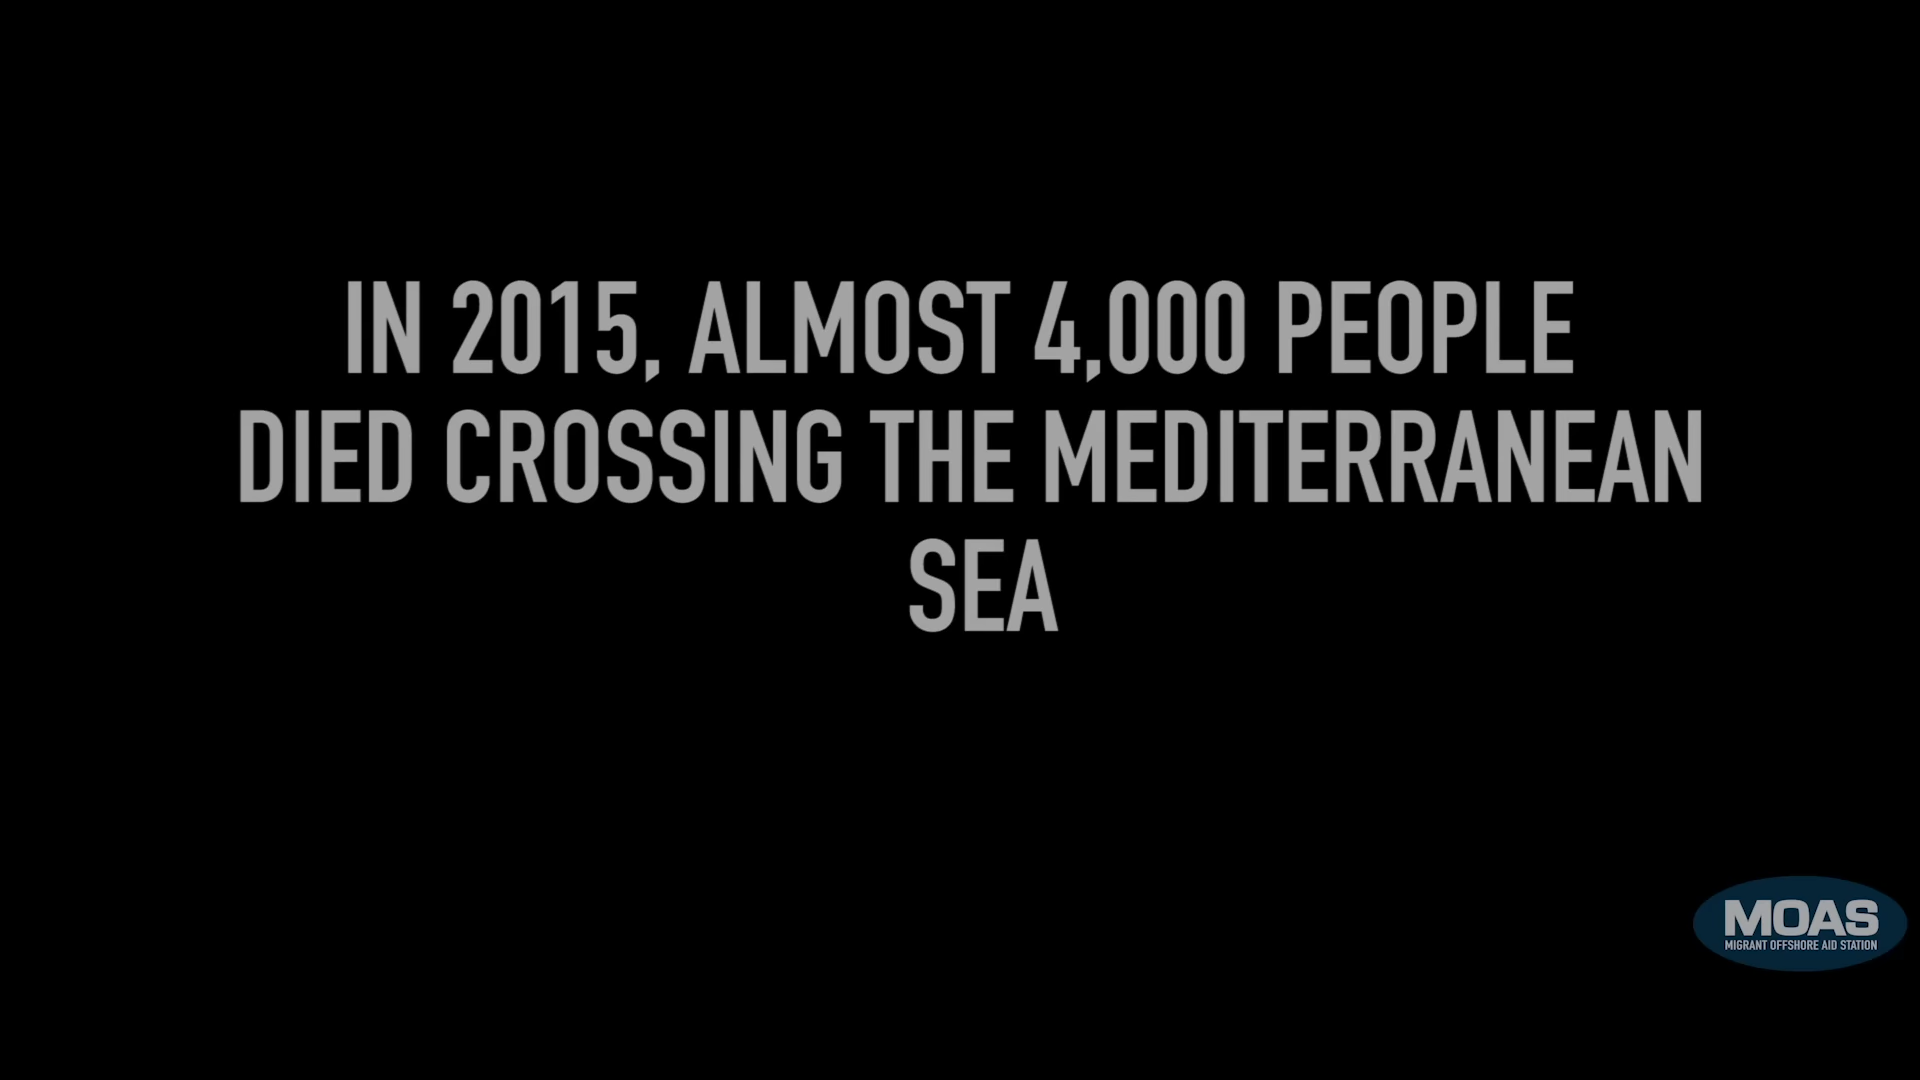 IN 2015, ALMOST 4,000 PEOPLE
DIED CROSSING THE MEDITERRANEAN
SEA
MOAS
MIGRANT OFFSHORE AID STATION